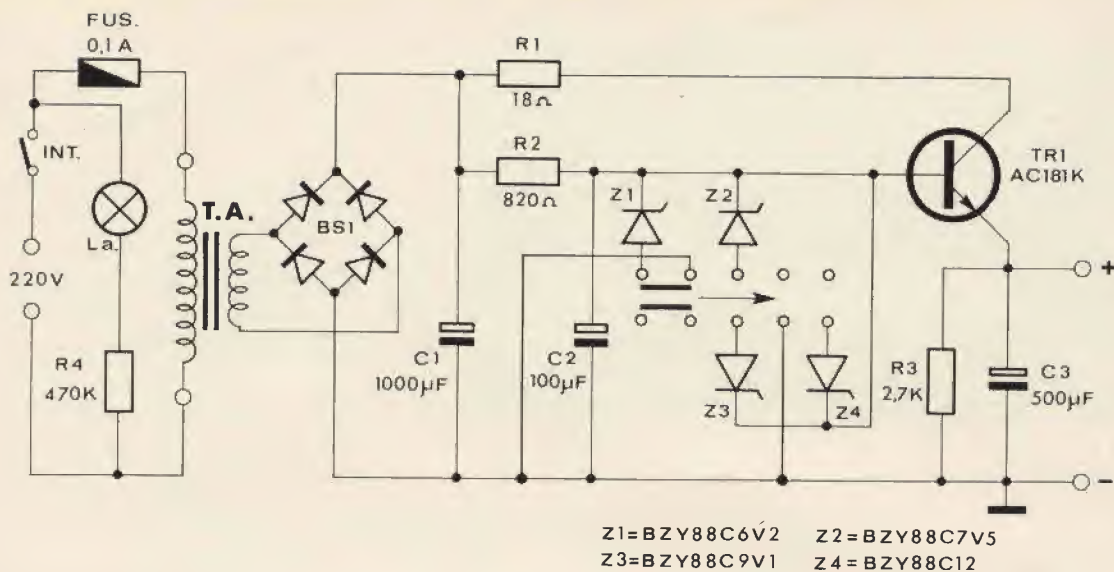 FUS.
0,1 A
INT.
La.
220V
R4
470K
T.A.
BS1
R1
18Ω
R2
820Ω
C1
1000µF
C2
100µF
Z1
Z2
Z3
Z4
TR1
AC181K
R3
2,7K
C3
500µF
+
-
Z1=BZY88C6V2 Z2=BZY88C7V5
Z3=BZY88C9V1 Z4=BZY88C12